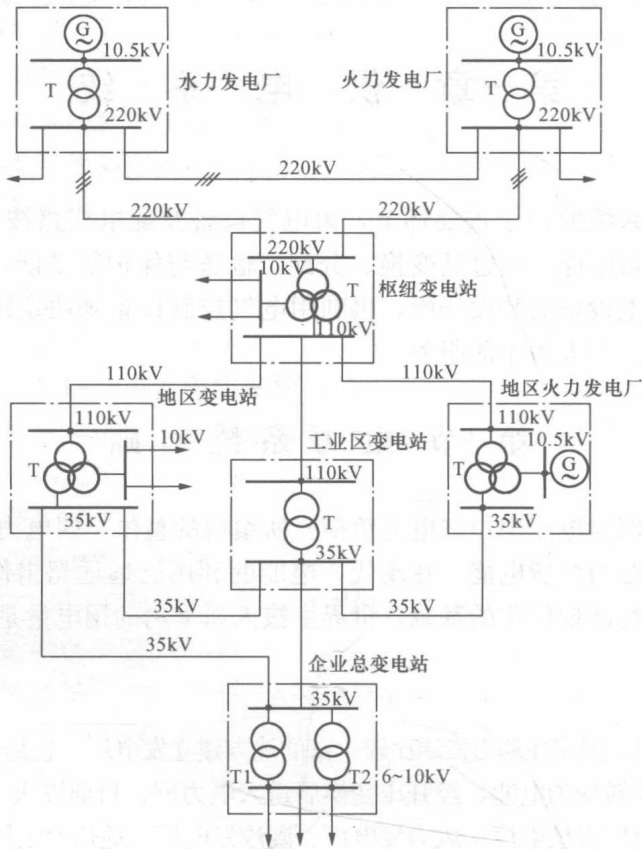 G
10.5kV
T
220kV
水力发电厂
G
10.5kV
T
220kV
火力发电厂
220kV
220kV
220kV
220kV
10kV
T
110kV
枢纽变电站
110kV
110kV
地区变电站
110kV
10kV
T
35kV
工业区变电站
110kV
T
35kV
地区火力发电厂
110kV
10.5kV
T
G
35kV
35kV
35kV
35kV
企业总变电站
35kV
T1
T2
6~10kV